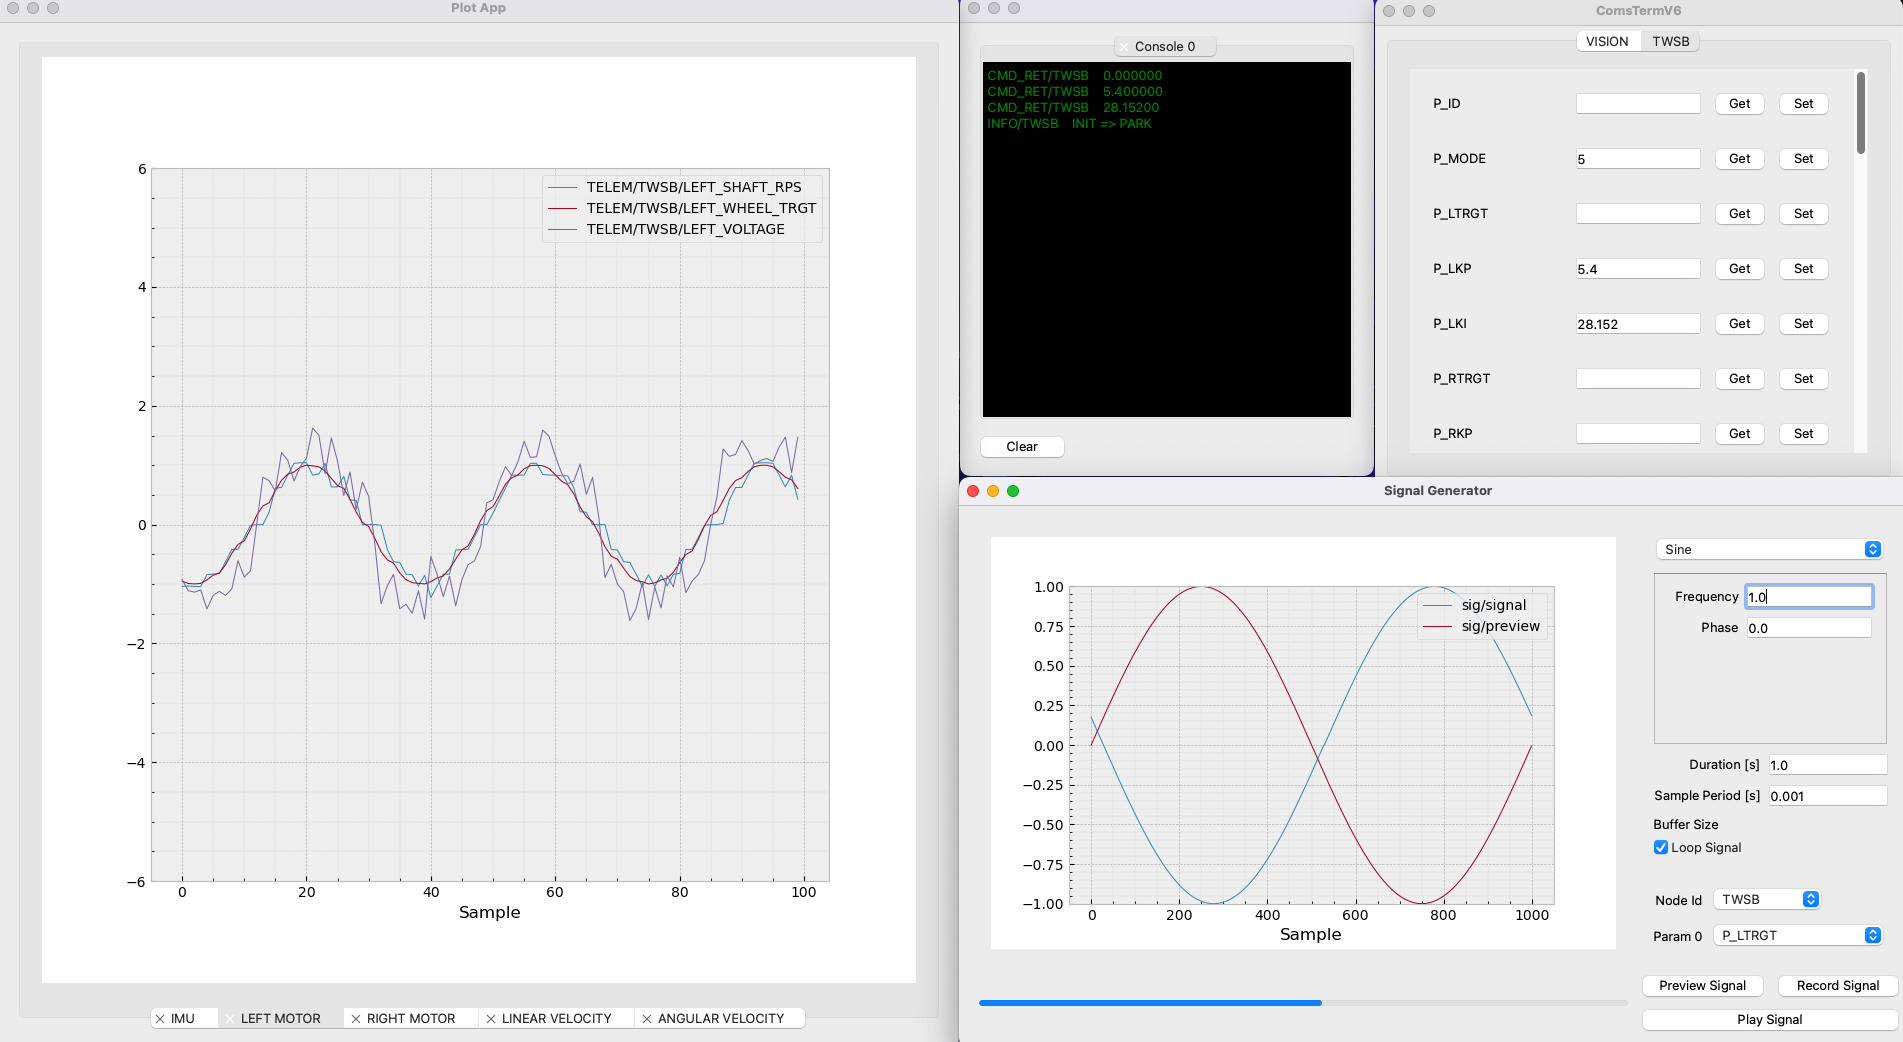 Plot App
6
4
2
0
−2
−4
−6
TELEM/TWSB/LEFT_SHAFT_RPS
TELEM/TWSB/LEFT_WHEEL_TRGT
TELEM/TWSB/LEFT_VOLTAGE
0 20 40 60 80 100
Sample
IMU LEFT MOTOR RIGHT MOTOR LINEAR VELOCITY ANGULAR VELOCITY
Console 0
CMD_RET/TWSB 0.000000
CMD_RET/TWSB 5.400000
CMD_RET/TWSB 28.15200
INFO/TWSB INIT => PARK
Clear
ComsTermV6
VISION TWSB
P_ID Get Set
P_MODE 5 Get Set
P_LTRGT Get Set
P_LKP 5.4 Get Set
P_LKI 28.152 Get Set
P_RTRGT Get Set
P_RKP Get Set
Signal Generator
1.00
0.75
0.50
0.25
0.00
−0.25
−0.50
−0.75
−1.00
sig/signal
sig/preview
0 200 400 600 800 1000
Sample
Sine
Frequency 1.0
Phase 0.0
Duration [s] 1.0
Sample Period [s] 0.001
Buffer Size
Loop Signal
Node Id TWSB
Param 0 P_LTRGT
Preview Signal Record Signal
Play Signal